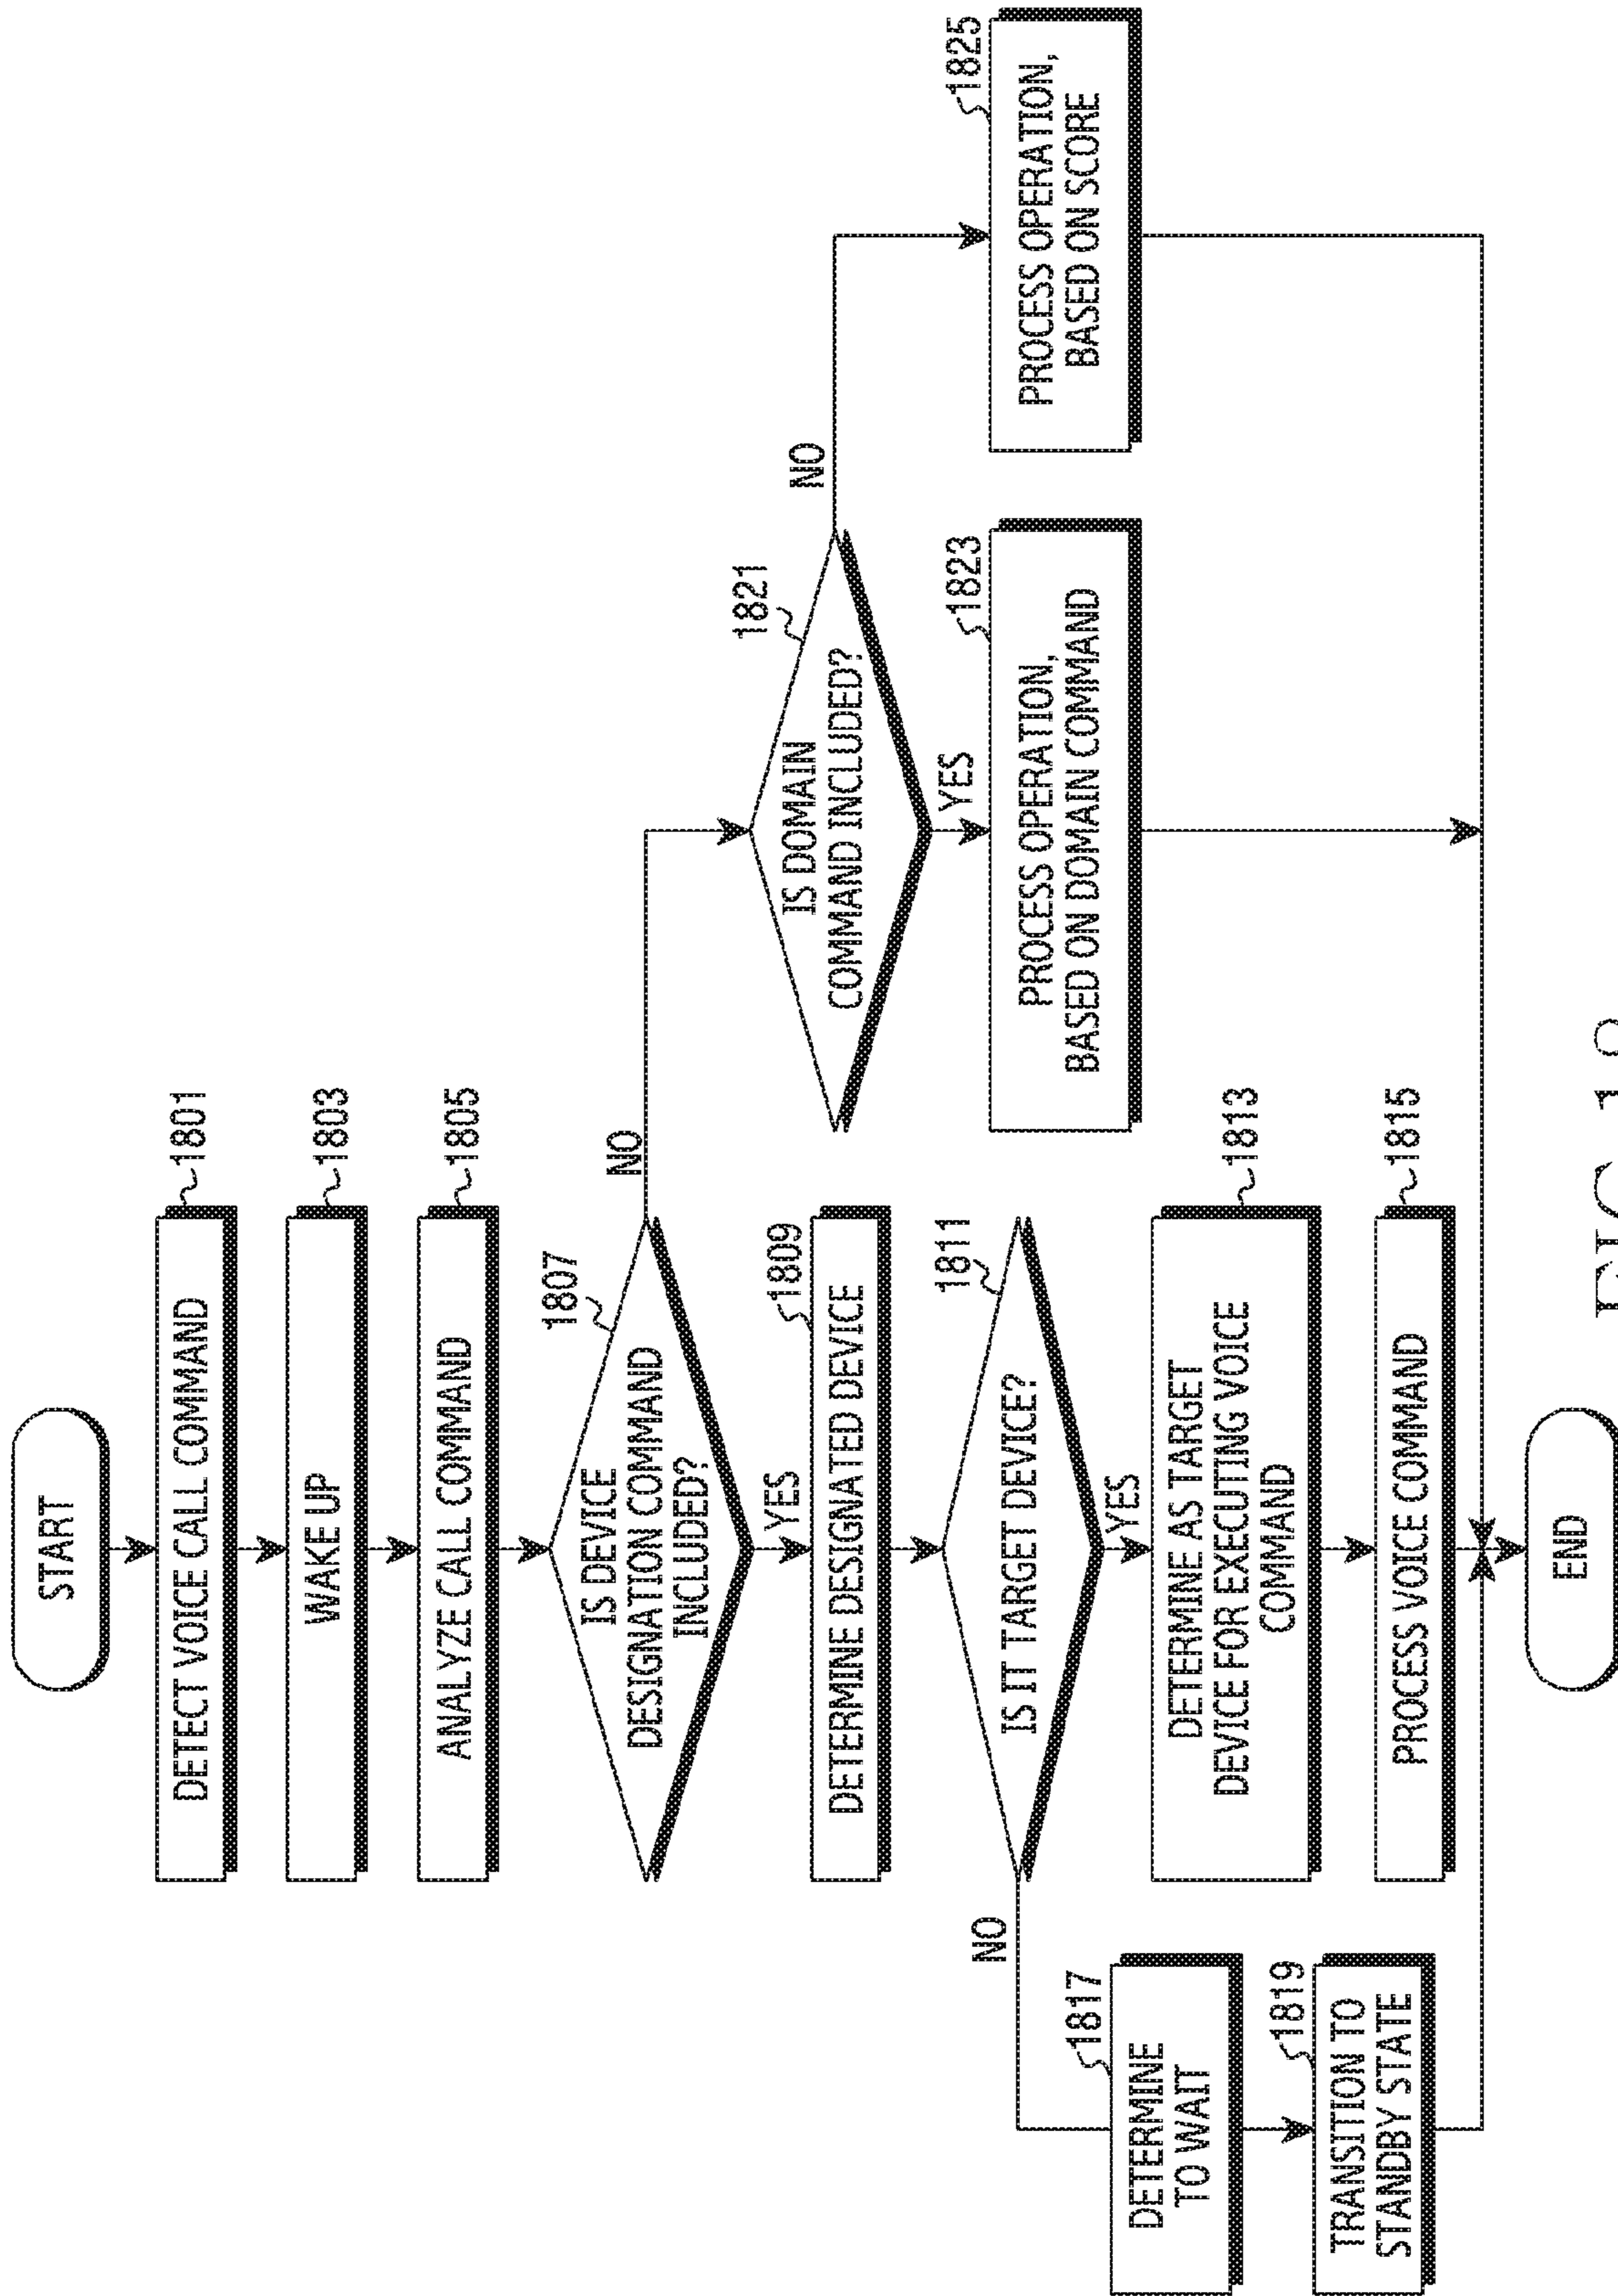 START
DETECT VOICE CALL COMMAND
1801
WAKE UP
1803
ANALYZE CALL COMMAND
1805
IS DEVICE
DESIGNATION COMMAND
INCLUDED?
1807
NO
YES
DETERMINE DESIGNATED DEVICE
1809
IS IT TARGET DEVICE?
1811
NO
YES
DETERMINE AS TARGET
DEVICE FOR EXECUTING VOICE
COMMAND
1813
PROCESS VOICE COMMAND
1815
DETERMINE
TO WAIT
1817
TRANSITION TO
STANDBY STATE
1819
IS DOMAIN
COMMAND INCLUDED?
1821
NO
YES
PROCESS OPERATION,
BASED ON DOMAIN COMMAND
1823
PROCESS OPERATION,
BASED ON SCORE
1825
END